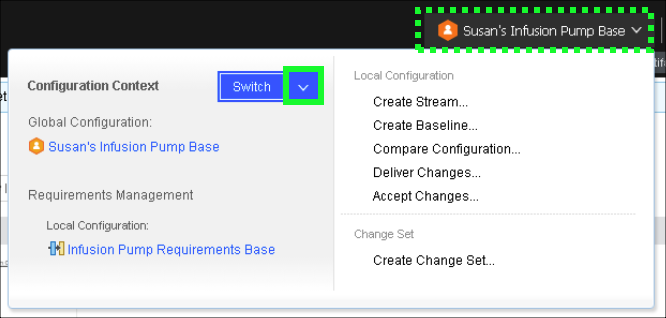 Susan's Infusion Pump Base
Configuration Context
Switch
Global Configuration:
Susan's Infusion Pump Base
Requirements Management
Local Configuration:
Infusion Pump Requirements Base
Local Configuration
Create Stream...
Create Baseline...
Compare Configuration...
Deliver Changes...
Accept Changes...
Change Set
Create Change Set...